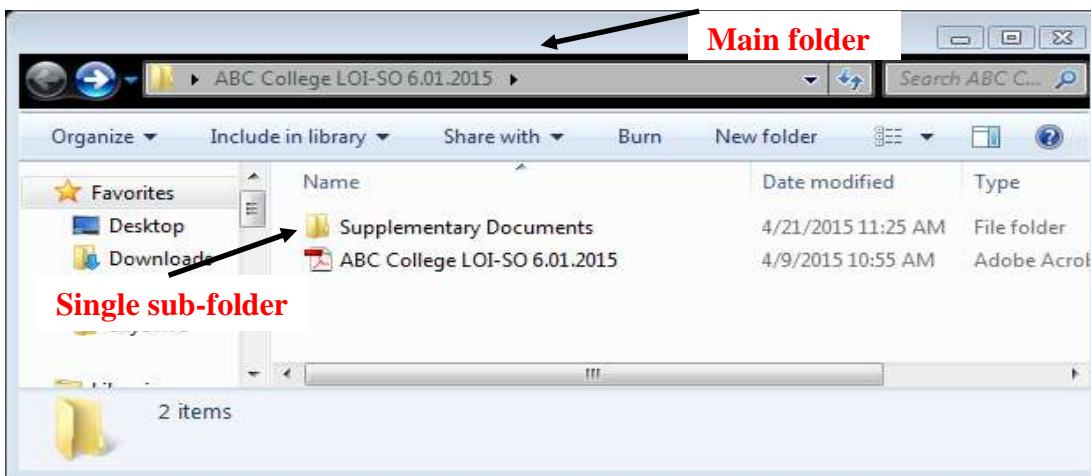 Main folder
ABC College LOI-SO 6.01.2015
Search ABC C...
Organize Include in library Share with Burn New folder
Name Date modified Type
Favorites
Desktop
Downloads
Supplementary Documents 4/21/2015 11:25 AM File folder
ABC College LOI-SO 6.01.2015 4/9/2015 10:55 AM Adobe Acrob
Single sub-folder
2 items